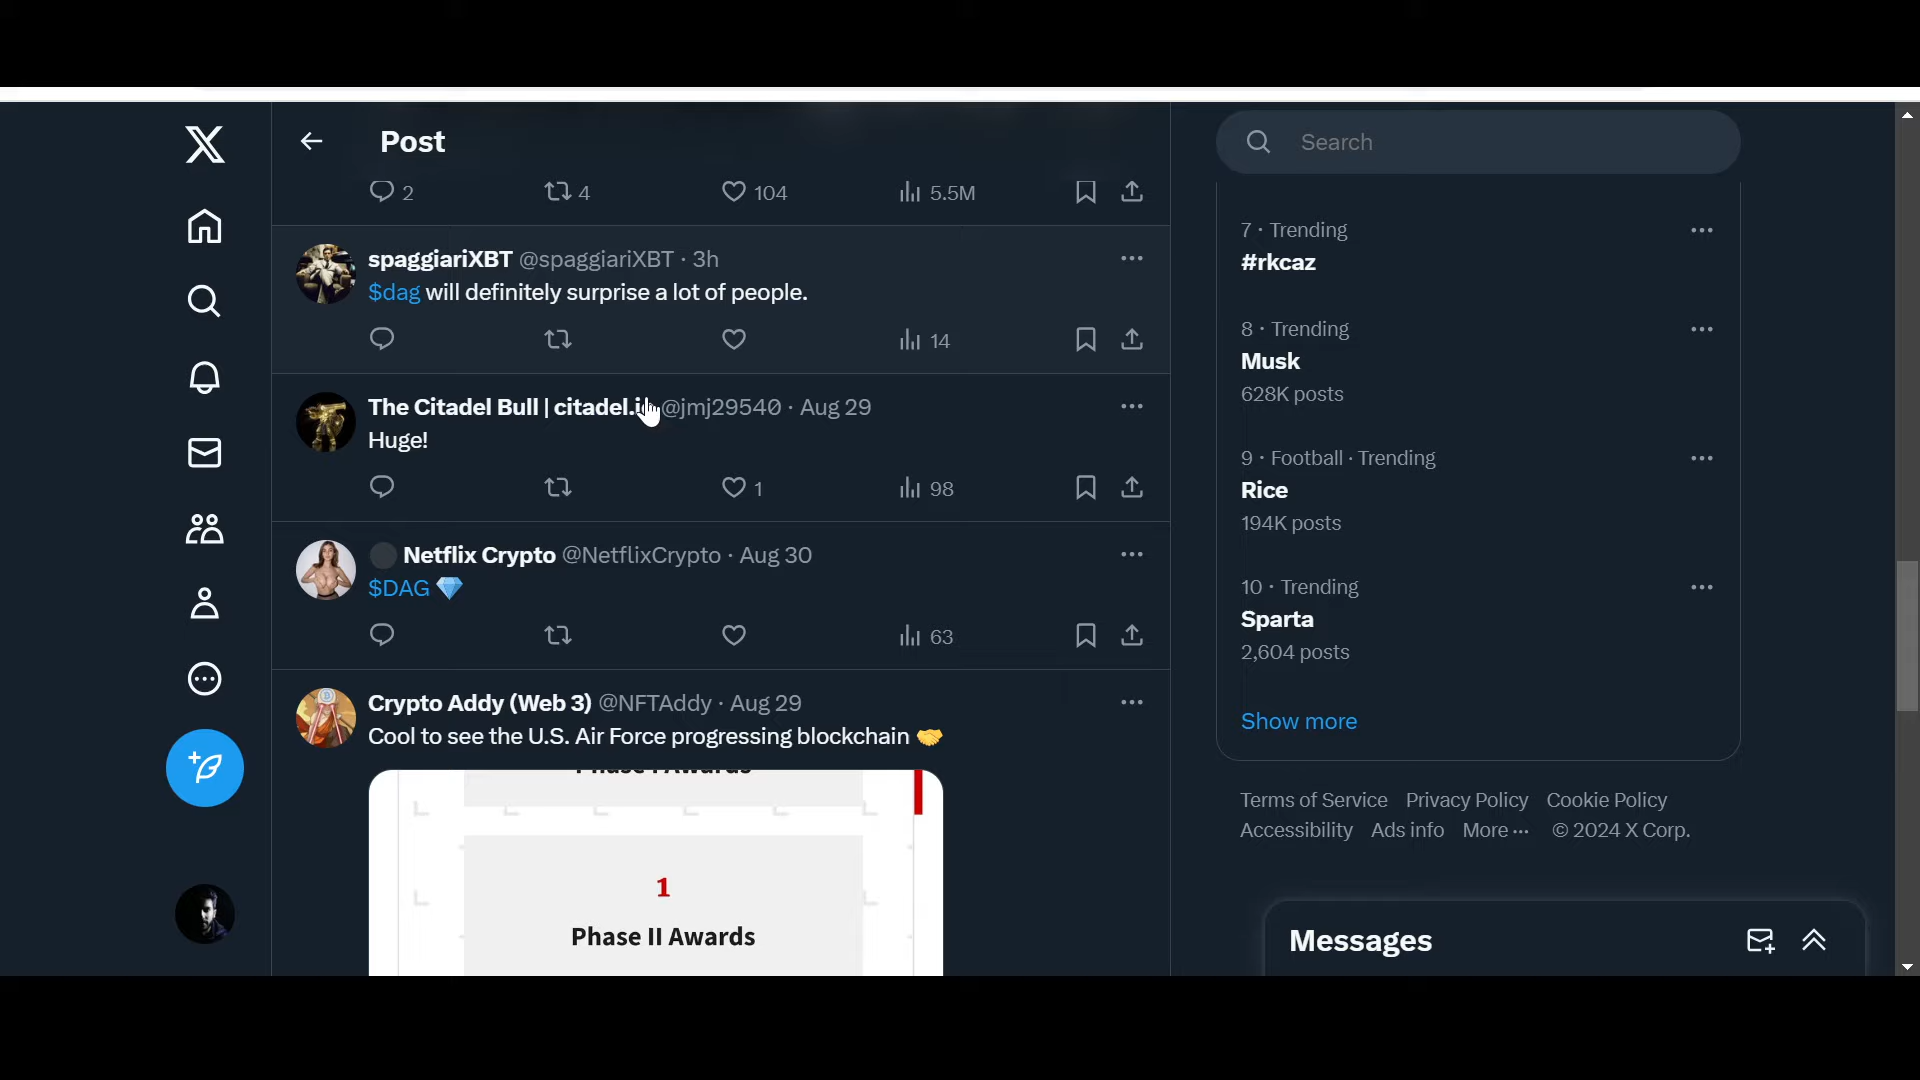 Post
2 4 104 5.5M
spaggiariXBT @spaggiariXBT · 3h
$dag will definitely surprise a lot of people.
14
The Citadel Bull | citadel. @jmj29540 · Aug 29
Huge!
1 98
Netflix Crypto @NetflixCrypto · Aug 30
$DAG 💎
63
Crypto Addy (Web 3) @NFTAddy · Aug 29
Cool to see the U.S. Air Force progressing blockchain 🤝
1
Phase II Awards
Search
7 · Trending
#rkcaz
8 · Trending
Musk
628K posts
9 · Football · Trending
Rice
194K posts
10 · Trending
Sparta
2,604 posts
Show more
Terms of Service Privacy Policy Cookie Policy
Accessibility Ads info More ··· © 2024 X Corp.
Messages